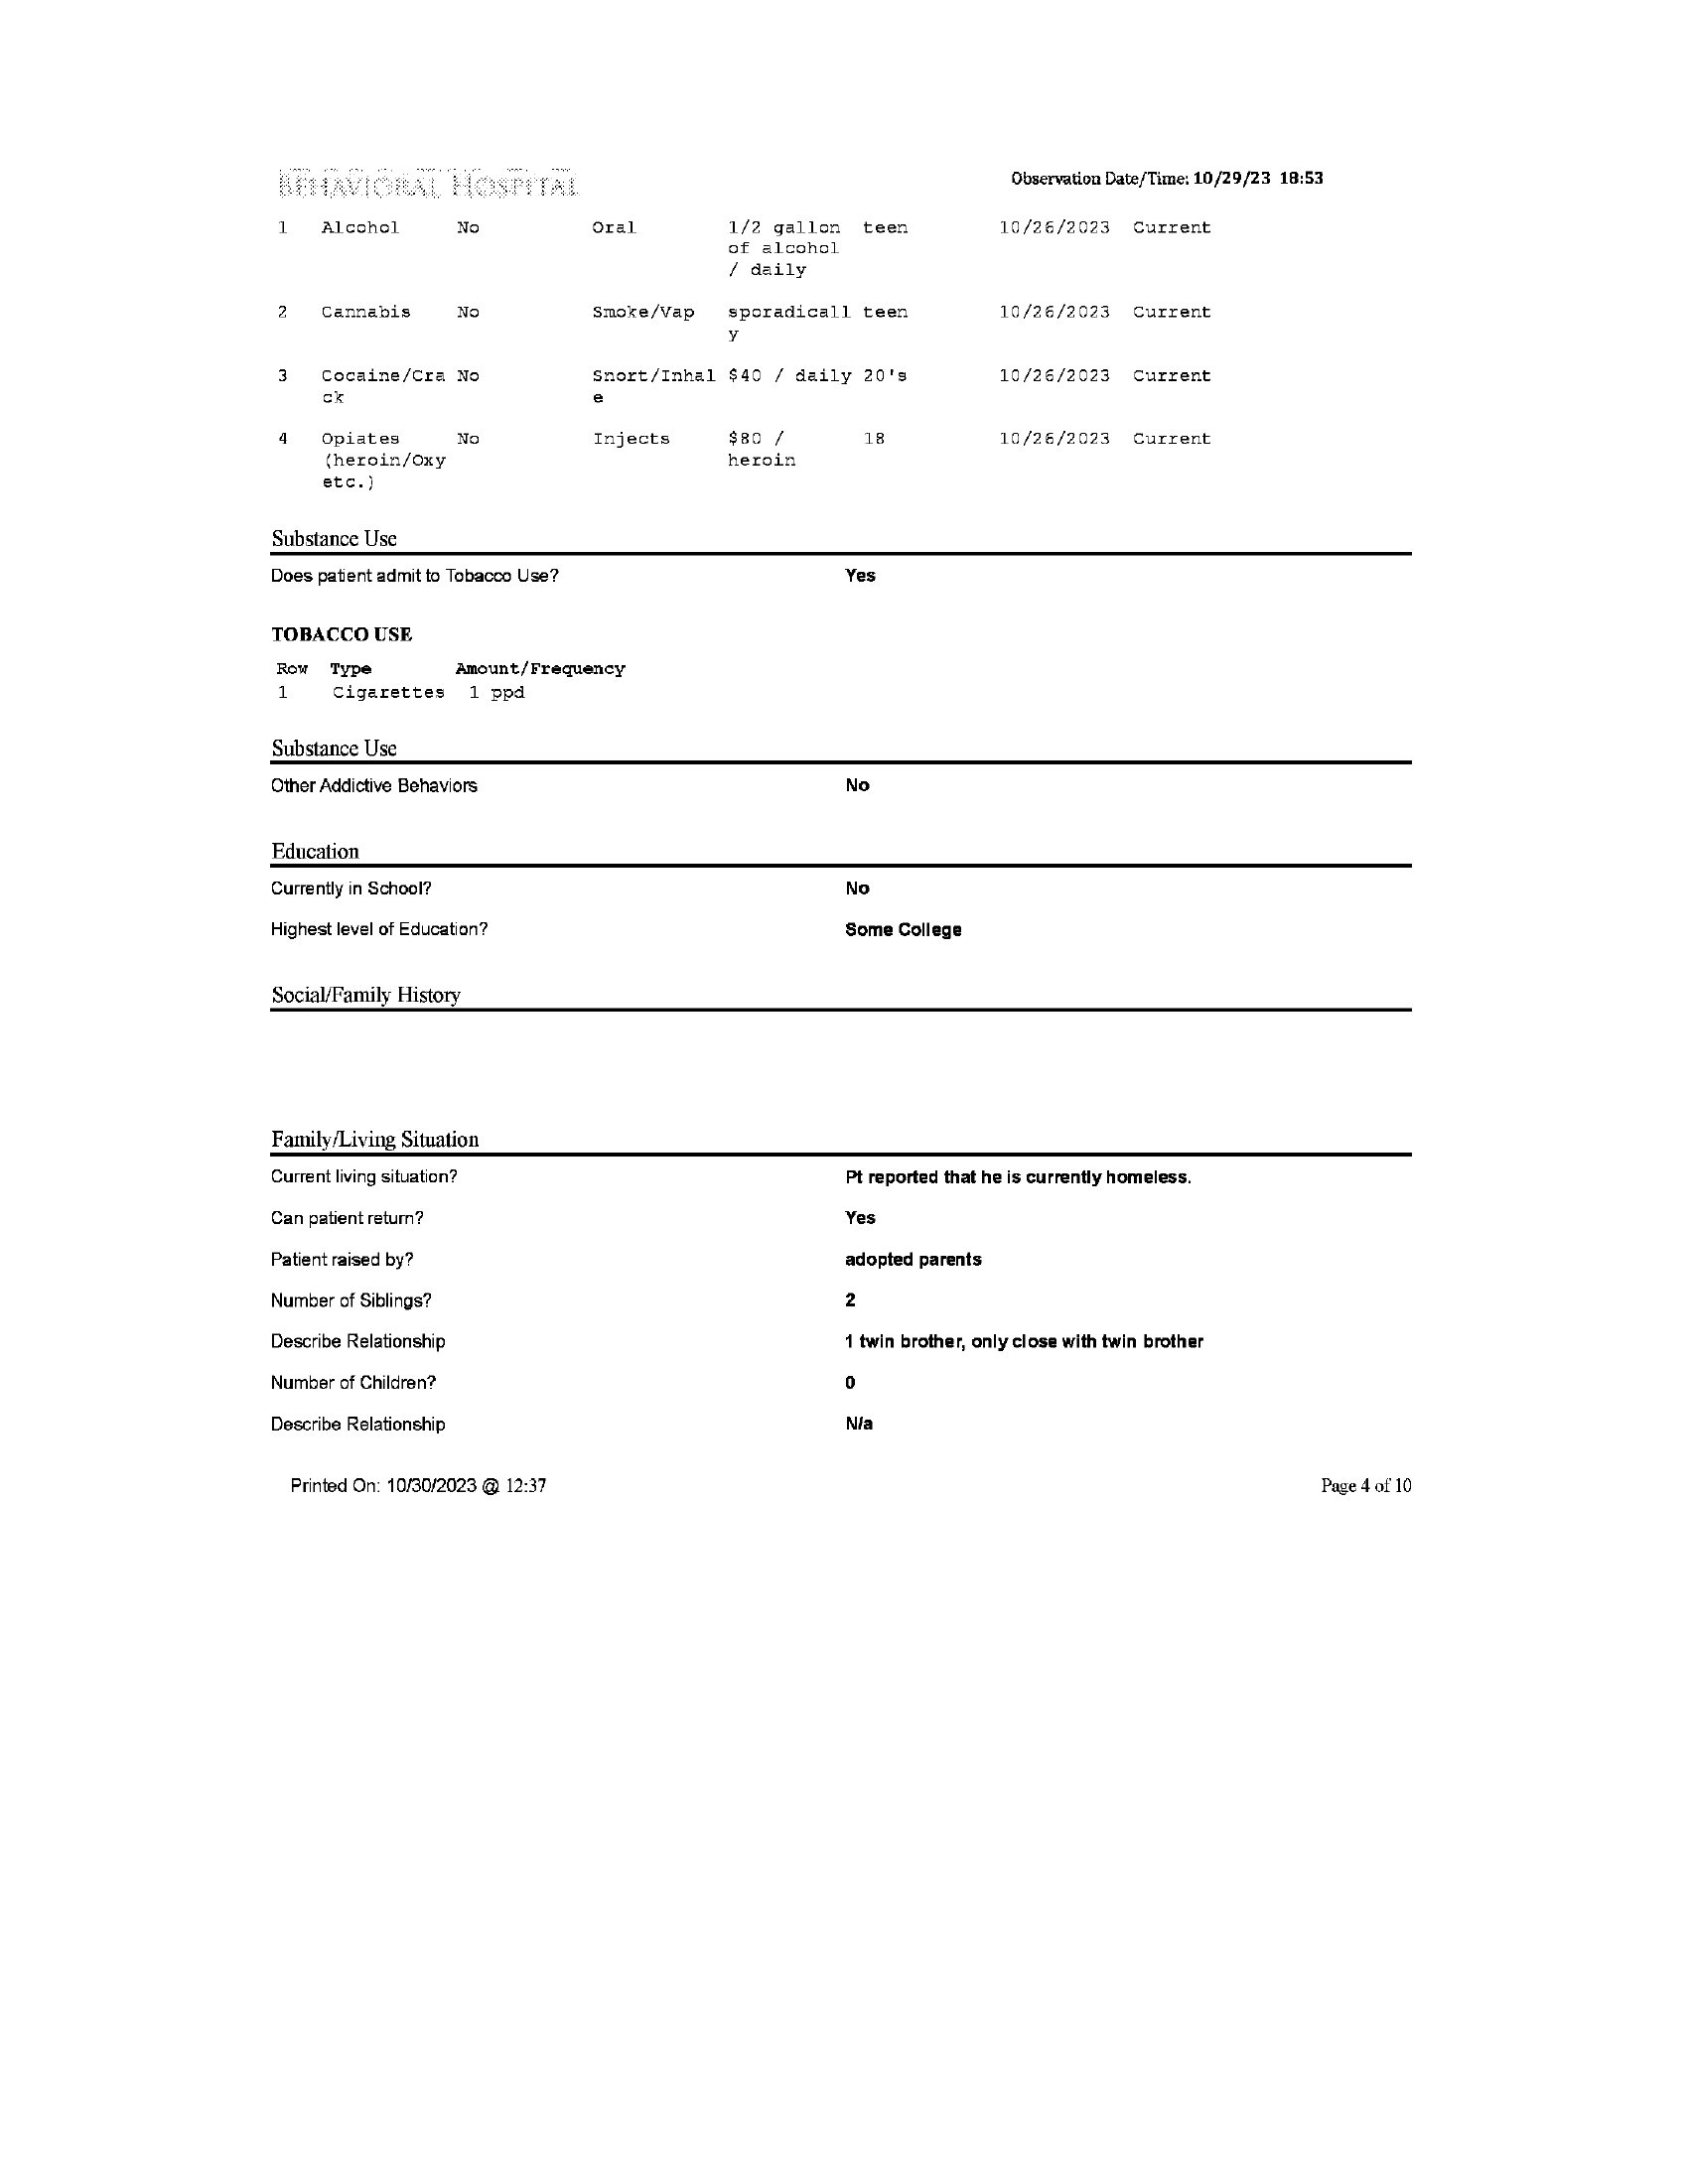 BEHAVIORAL HOSPITAL
Observation Date/Time: 10/29/23 18:53
1 Alcohol No Oral 1/2 gallon teen 10/26/2023 Current
of alcohol
/ daily
2 Cannabis No Smoke/Vap sporadicall teen 10/26/2023 Current
y
3 Cocaine/Cra No Snort/Inhal $40 / daily 20's 10/26/2023 Current
ck e
4 Opiates No Injects $80 / 18 10/26/2023 Current
(heroin/Oxy heroin
etc.)
Substance Use
Does patient admit to Tobacco Use? Yes
TOBACCO USE
Row Type Amount/Frequency
1 Cigarettes 1 ppd
Substance Use
Other Addictive Behaviors No
Education
Currently in School? No
Highest level of Education? Some College
Social/Family History
Family/Living Situation
Current living situation? Pt reported that he is currently homeless.
Can patient return? Yes
Patient raised by? adopted parents
Number of Siblings? 2
Describe Relationship 1 twin brother, only close with twin brother
Number of Children? 0
Describe Relationship N/a
Printed On: 10/30/2023 @ 12:37 Page 4 of 10